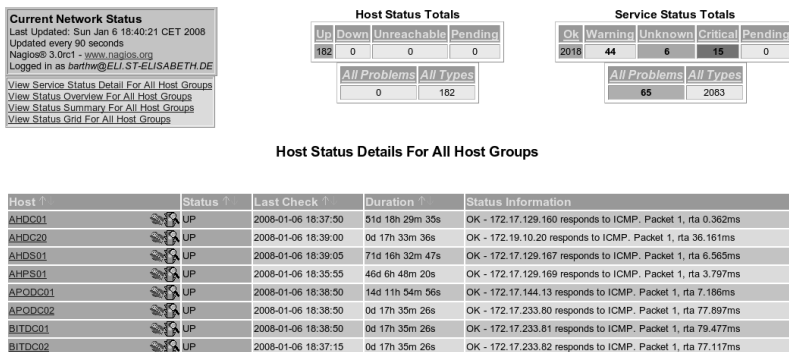 Current Network Status
Last Updated: Sun Jan 6 18:40:21 CET 2008
Updated every 90 seconds
Nagios® 3.0rc1 - www.nagios.org
Logged in as barthw@ELI.ST-ELISABETH.DE
View Service Status Detail For All Host Groups
View Status Overview For All Host Groups
View Status Summary For All Host Groups
View Status Grid For All Host Groups
Host Status Totals
Up Down Unreachable Pending
182 0 0 0
All Problems All Types
0 182
Service Status Totals
Ok Warning Unknown Critical Pending
2018 44 6 15 0
All Problems All Types
65 2083
Host Status Details For All Host Groups
Host ↑↓ Status ↑↓ Last Check ↑↓ Duration ↑↓ Status Information
AHDC01 UP 2008-01-06 18:37:50 51d 18h 29m 35s OK - 172.17.129.160 responds to ICMP. Packet 1, rta 0.362ms
AHDC20 UP 2008-01-06 18:39:00 0d 17h 33m 36s OK - 172.19.10.20 responds to ICMP. Packet 1, rta 36.161ms
AHDS01 UP 2008-01-06 18:39:05 71d 16h 32m 47s OK - 172.17.129.167 responds to ICMP. Packet 1, rta 6.565ms
AHPS01 UP 2008-01-06 18:35:55 46d 6h 48m 20s OK - 172.17.129.169 responds to ICMP. Packet 1, rta 3.797ms
APODC01 UP 2008-01-06 18:38:50 14d 11h 54m 56s OK - 172.17.144.13 responds to ICMP. Packet 1, rta 7.186ms
APODC02 UP 2008-01-06 18:38:50 0d 17h 35m 26s OK - 172.17.233.80 responds to ICMP. Packet 1, rta 77.897ms
BITDC01 UP 2008-01-06 18:38:50 0d 17h 35m 26s OK - 172.17.233.81 responds to ICMP. Packet 1, rta 79.477ms
BITDC02 UP 2008-01-06 18:37:15 0d 17h 35m 26s OK - 172.17.233.82 responds to ICMP. Packet 1, rta 77.117ms